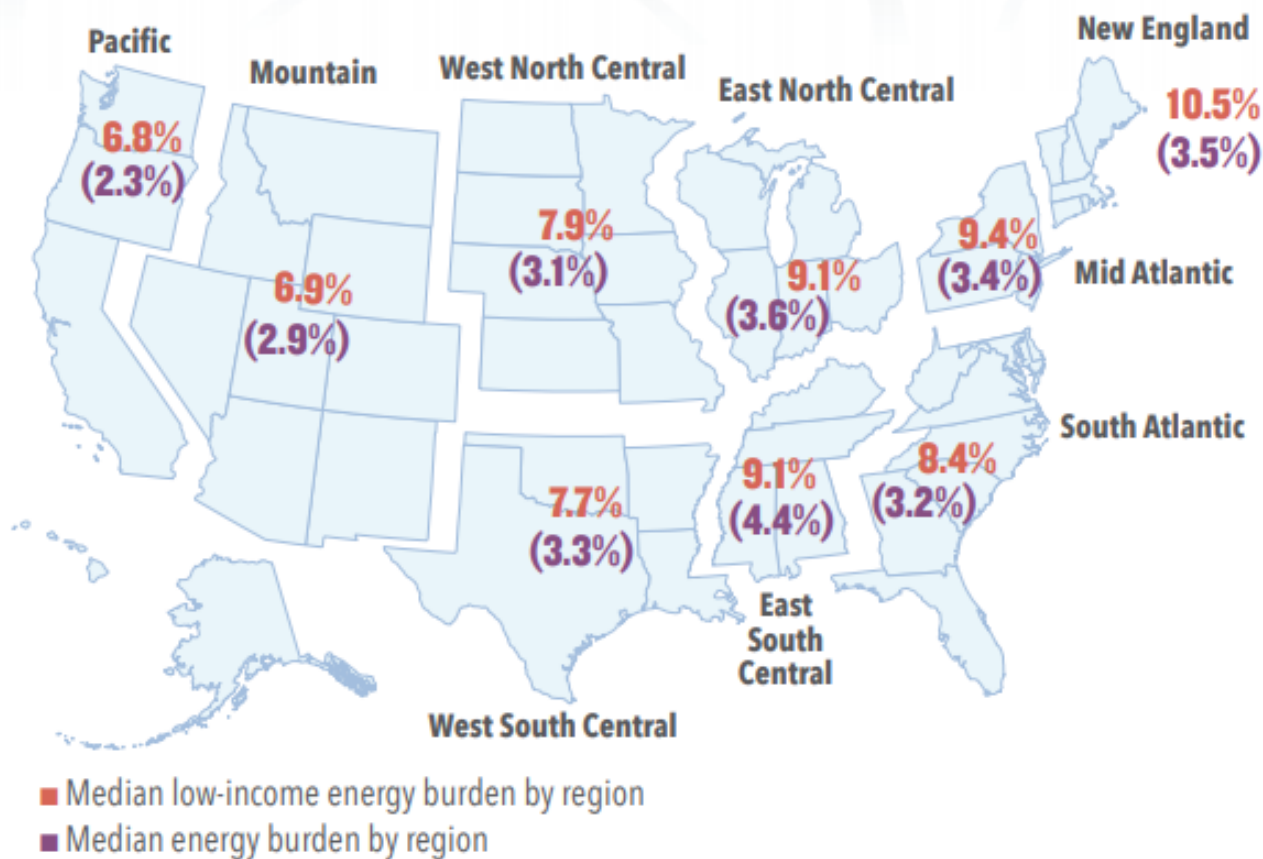 Pacific
6.8%
(2.3%)
Mountain
6.9%
(2.9%)
West North Central
7.9%
(3.1%)
East North Central
9.1%
(3.6%)
New England
10.5%
(3.5%)
9.4%
(3.4%)
Mid Atlantic
South Atlantic
8.4%
(3.2%)
9.1%
(4.4%)
East
South
Central
7.7%
(3.3%)
West South Central
Median low-income energy burden by region
Median energy burden by region